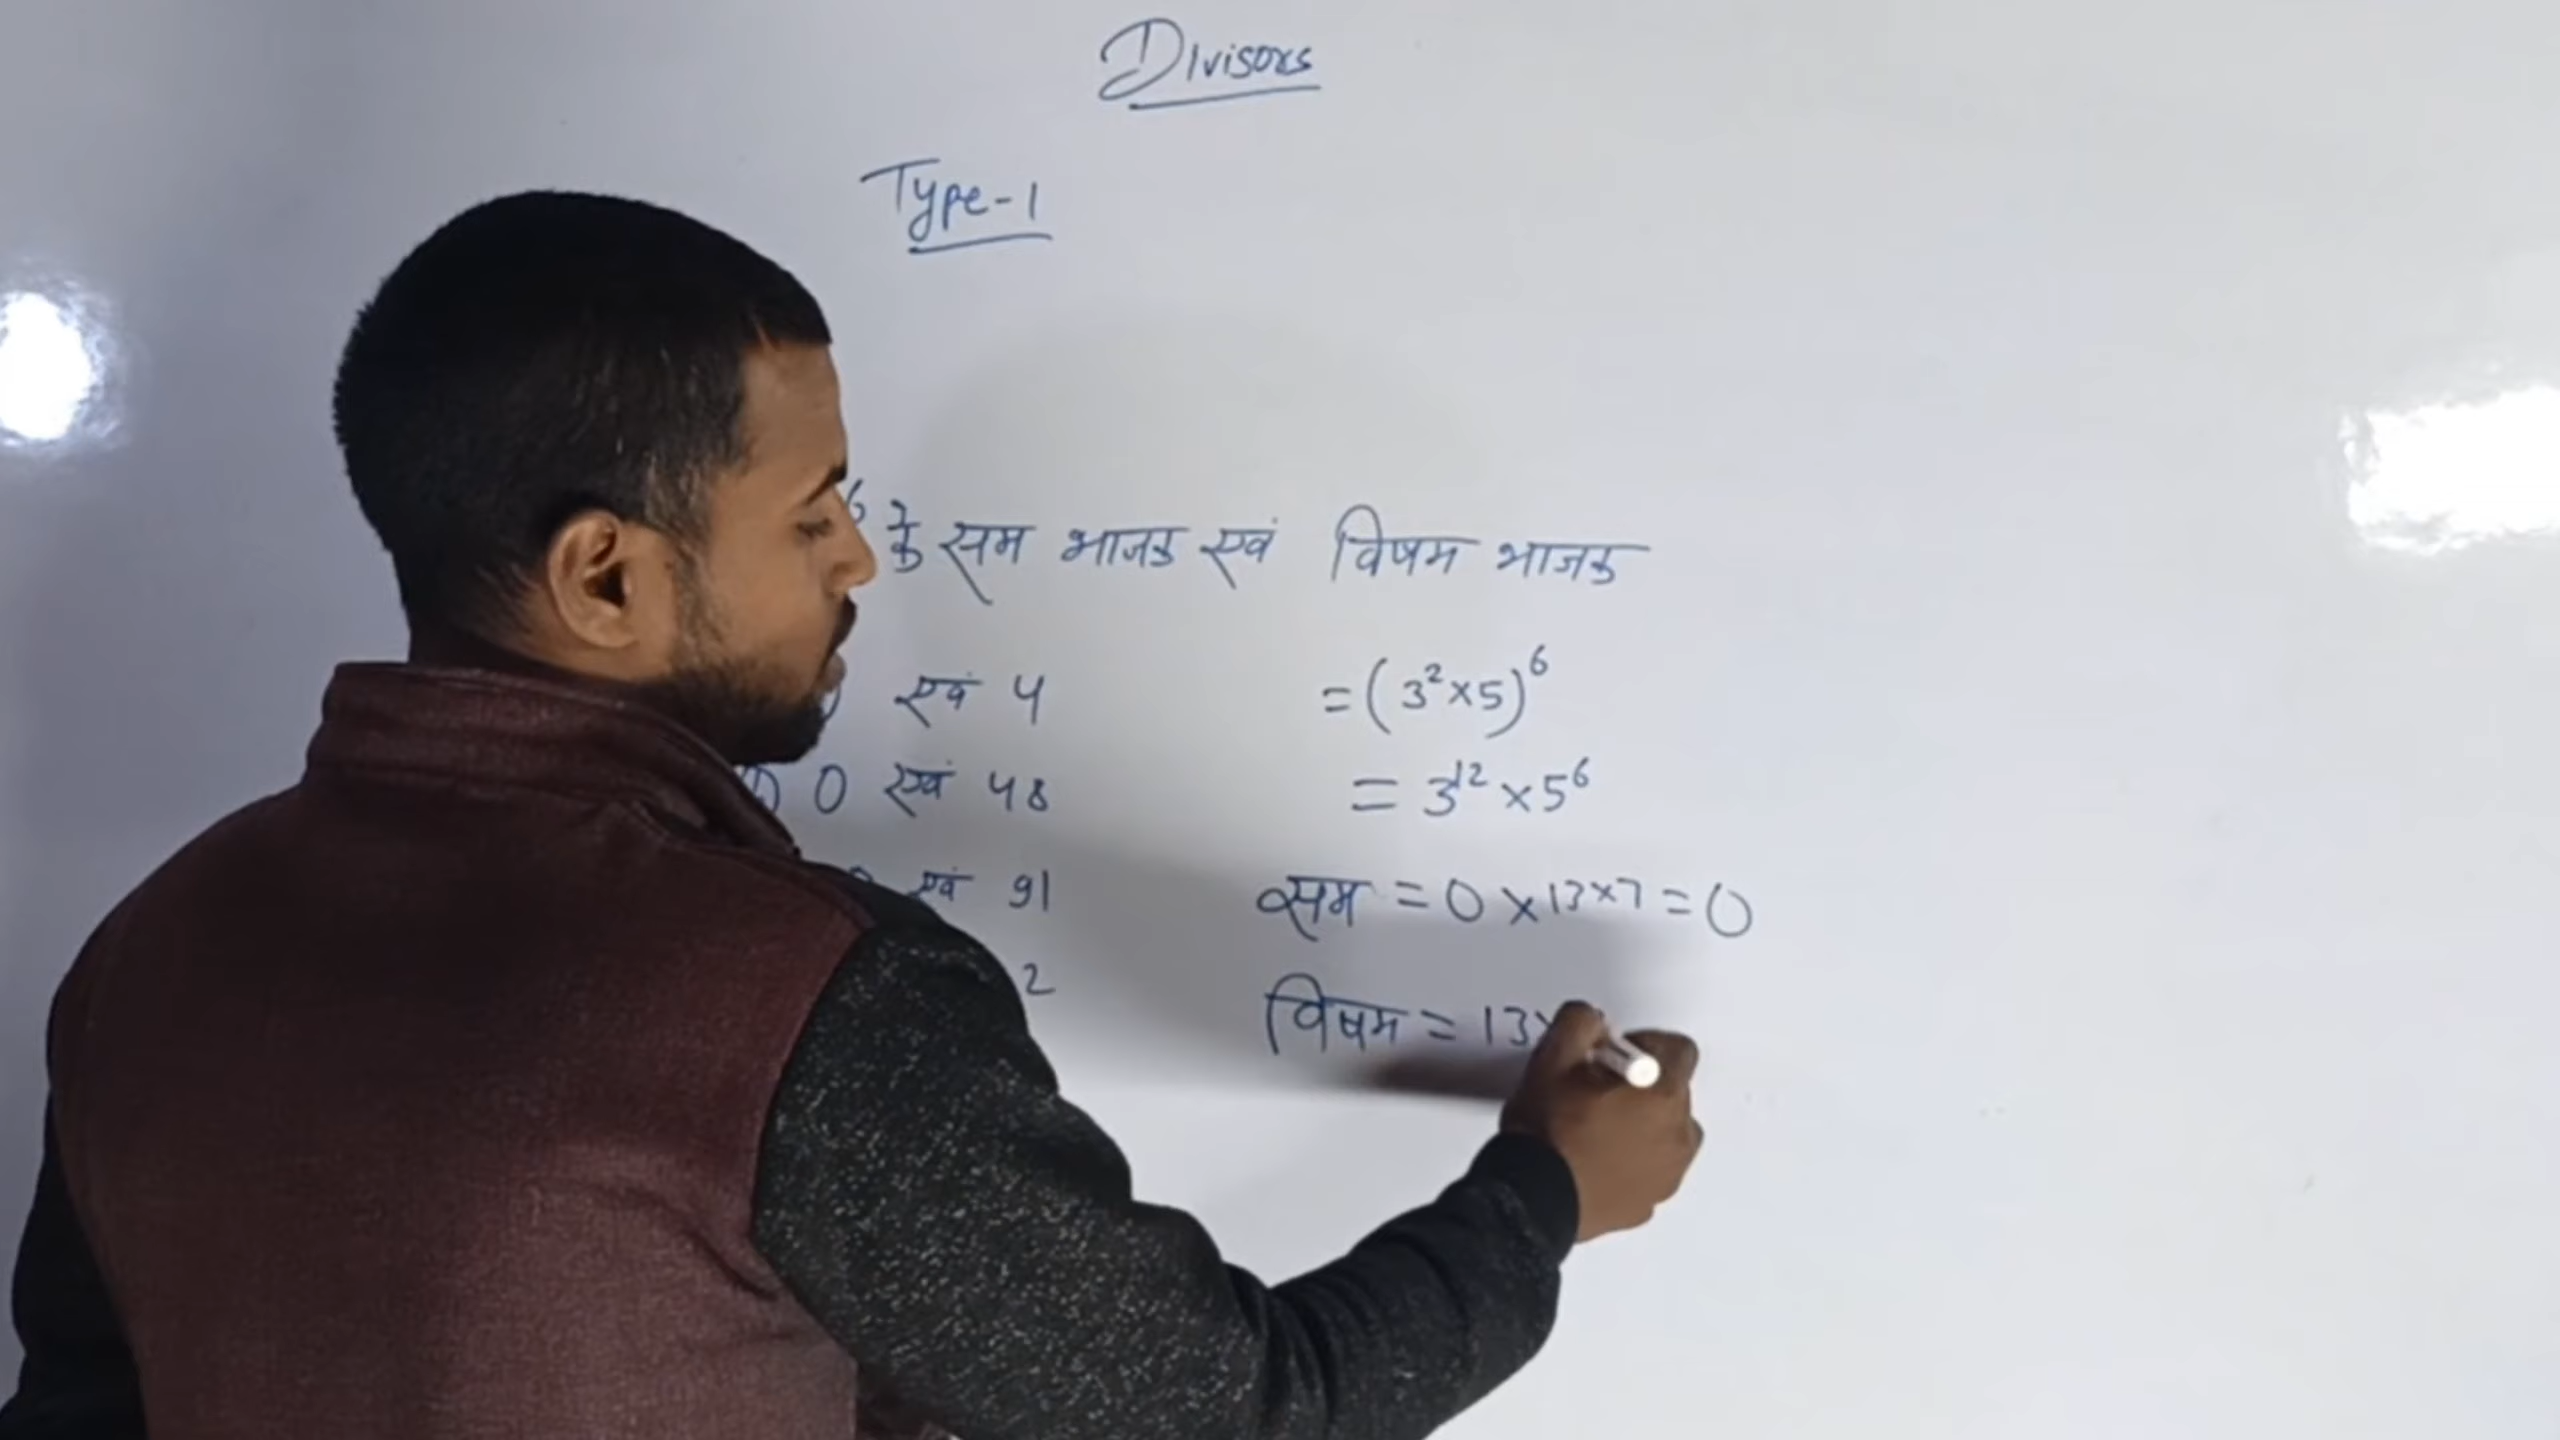 Divisors
Type-1
6 के सम भाजक एवं विषम भाजक
एवं 4
= (3² × 5)⁶
0 एवं 48
= 3¹² × 5⁶
एवं 91
सम = 0 × 13 × 7 = 0
2
विषम = 13 ×